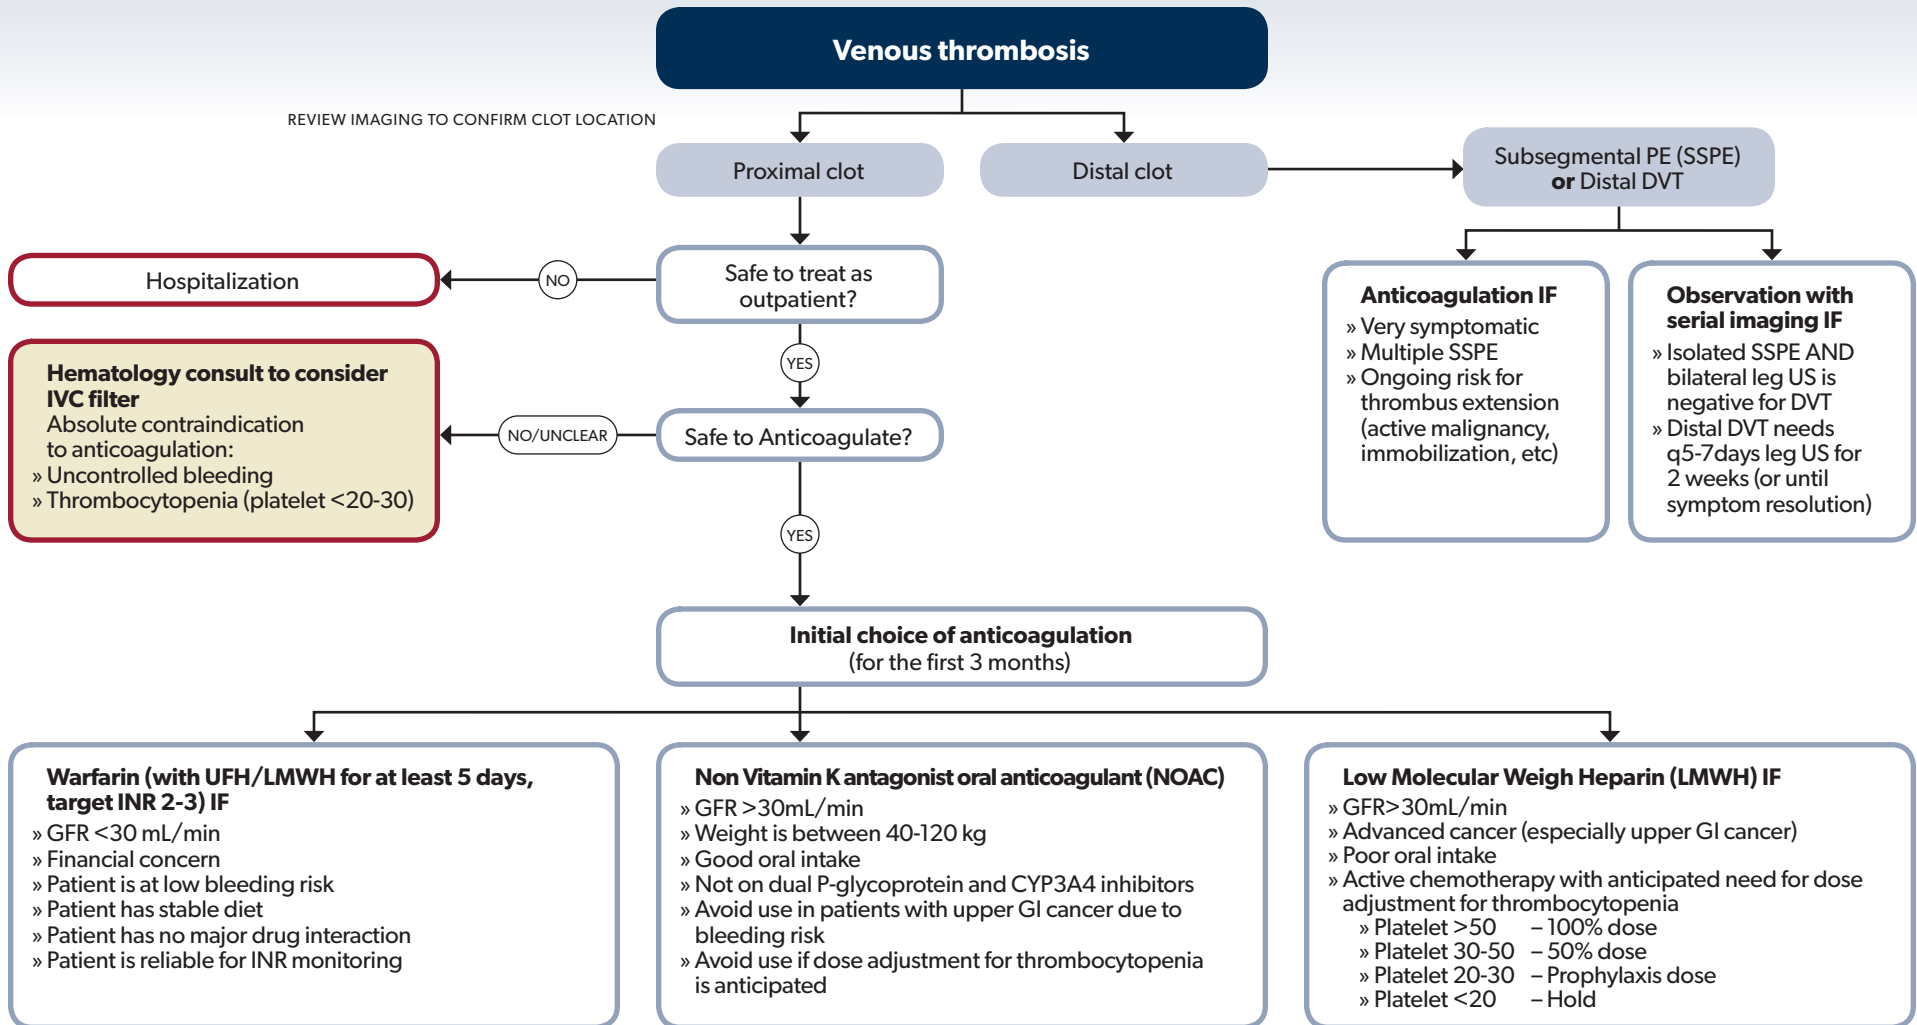 Venous thrombosis
REVIEW IMAGING TO CONFIRM CLOT LOCATION
Proximal clot
Distal clot
Subsegmental PE (SSPE)
or Distal DVT
Hospitalization
NO
Safe to treat as
outpatient?
YES
Anticoagulation IF
» Very symptomatic
» Multiple SSPE
» Ongoing risk for
thrombus extension
(active malignancy,
immobilization, etc)
Observation with
serial imaging IF
» Isolated SSPE AND
bilateral leg US is
negative for DVT
» Distal DVT needs
q5-7days leg US for
2 weeks (or until
symptom resolution)
Hematology consult to consider
IVC filter
Absolute contraindication
to anticoagulation:
» Uncontrolled bleeding
» Thrombocytopenia (platelet <20-30)
NO/UNCLEAR
Safe to Anticoagulate?
YES
Initial choice of anticoagulation
(for the first 3 months)
Warfarin (with UFH/LMWH for at least 5 days,
target INR 2-3) IF
» GFR <30 mL/min
» Financial concern
» Patient is at low bleeding risk
» Patient has stable diet
» Patient has no major drug interaction
» Patient is reliable for INR monitoring
Non Vitamin K antagonist oral anticoagulant (NOAC)
» GFR >30mL/min
» Weight is between 40-120 kg
» Good oral intake
» Not on dual P-glycoprotein and CYP3A4 inhibitors
» Avoid use in patients with upper GI cancer due to
bleeding risk
» Avoid use if dose adjustment for thrombocytopenia
is anticipated
Low Molecular Weigh Heparin (LMWH) IF
» GFR>30mL/min
» Advanced cancer (especially upper GI cancer)
» Poor oral intake
» Active chemotherapy with anticipated need for dose
adjustment for thrombocytopenia
» Platelet >50 – 100% dose
» Platelet 30-50 – 50% dose
» Platelet 20-30 – Prophylaxis dose
» Platelet <20 – Hold